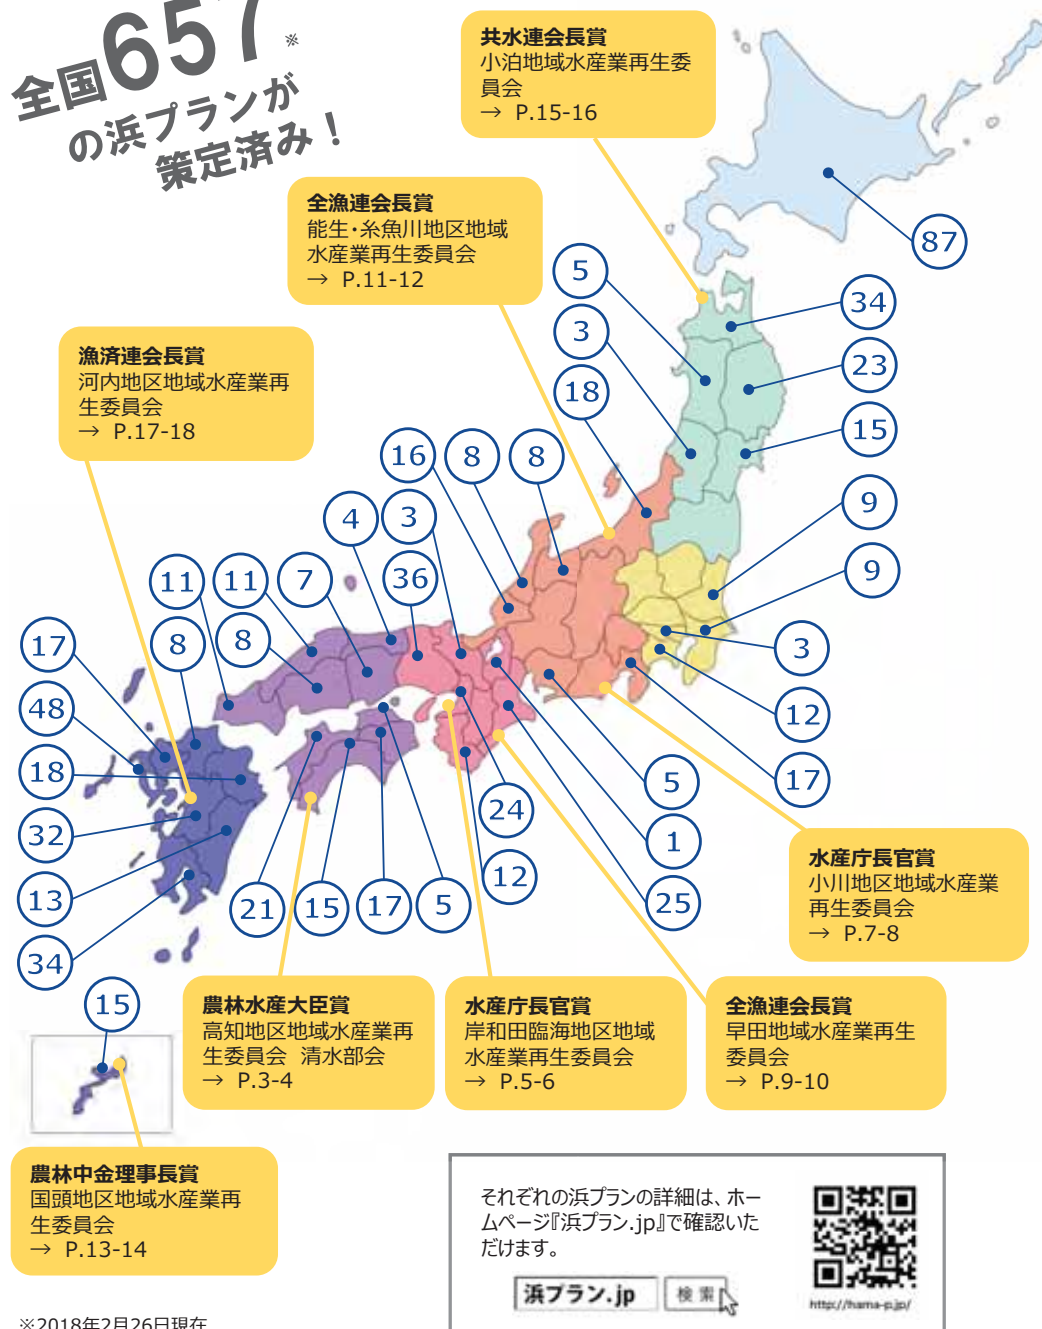 全国657※
の浜プランが
策定済み！
共水連会長賞
小泊地域水産業再生委
員会
→ P.15-16
全漁連会長賞
能生・糸魚川地区地域
水産業再生委員会
→ P.11-12
漁済連会長賞
河内地区地域水産業再
生委員会
→ P.17-18
87
5
34
3
23
18
15
16
8
8
9
4
3
9
11
11
7
36
17
8
8
3
48
12
18
5
17
32
24
1
13
12
25
21
15
17
5
34
15
水産庁長官賞
小川地区地域水産業
再生委員会
→ P.7-8
農林水産大臣賞
高知地区地域水産業再
生委員会 清水部会
→ P.3-4
水産庁長官賞
岸和田臨海地区地域
水産業再生委員会
→ P.5-6
全漁連会長賞
早田地域水産業再生
委員会
→ P.9-10
農林中金理事長賞
国頭地区地域水産業再
生委員会
→ P.13-14
それぞれの浜プランの詳細は、ホー
ムページ『浜プラン.jp』で確認いた
だけます。
浜プラン.jp 検索
http://hama-p.jp/
※2018年2月26日現在